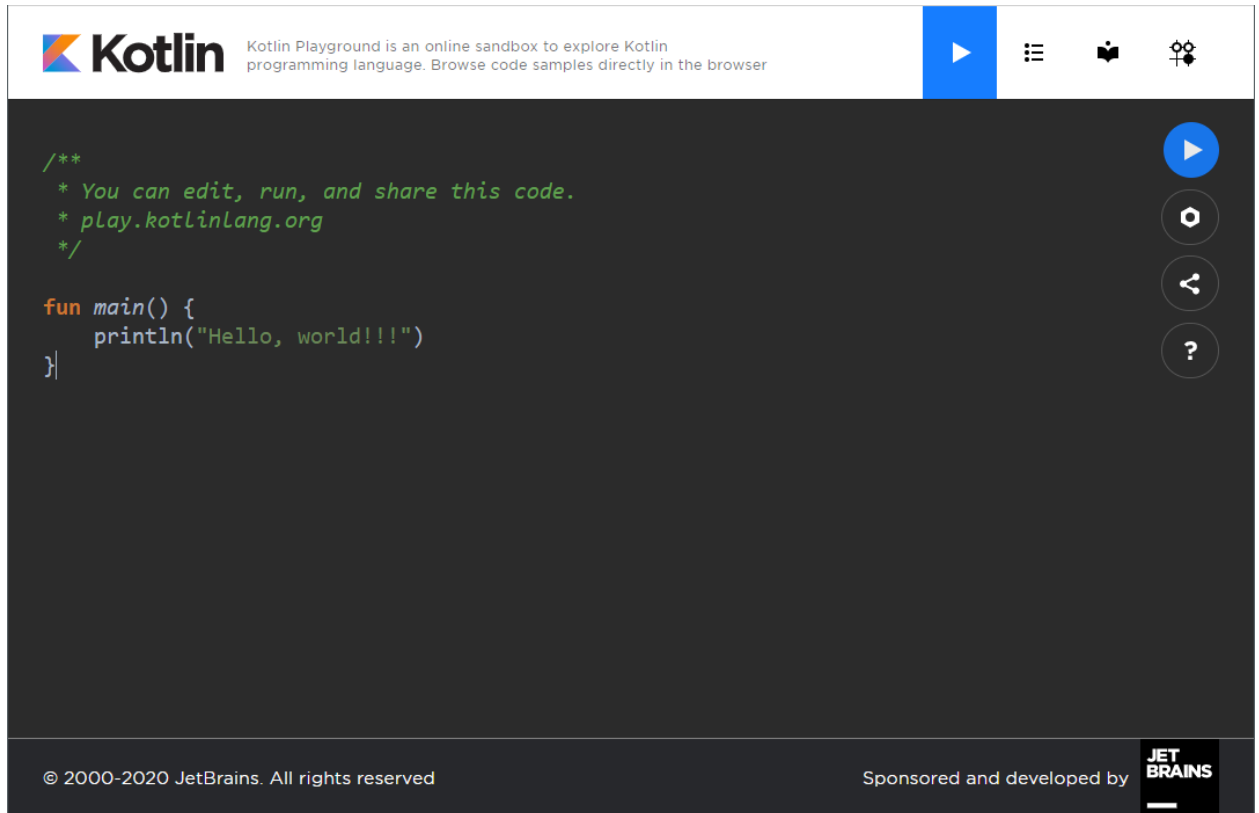 Kotlin
Kotlin Playground is an online sandbox to explore Kotlin
programming language. Browse code samples directly in the browser
/**
 * You can edit, run, and share this code.
 * play.kotlinlang.org
 */
fun main() {
    println("Hello, world!!!")
}
?
© 2000-2020 JetBrains. All rights reserved
Sponsored and developed by
JET
BRAINS